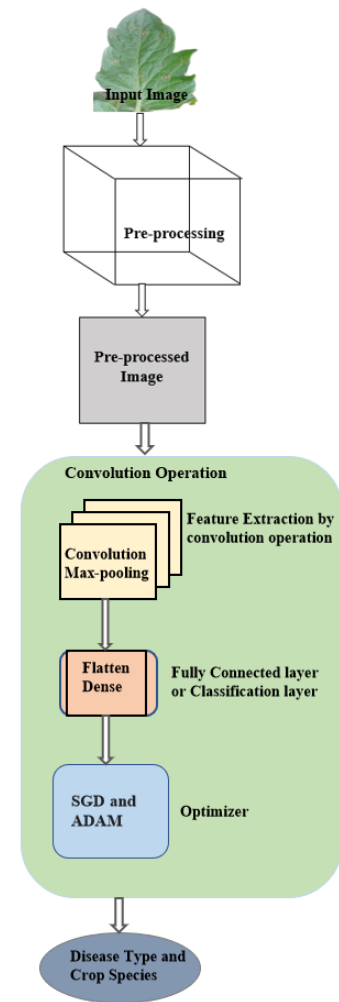 Input Image
Pre-processing
Pre-processed
Image
Convolution Operation
Feature Extraction by
convolution operation
Convolution
Max-pooling
Flatten
Dense
Fully Connected layer
or Classification layer
SGD and
ADAM
Optimizer
Disease Type and
Crop Species